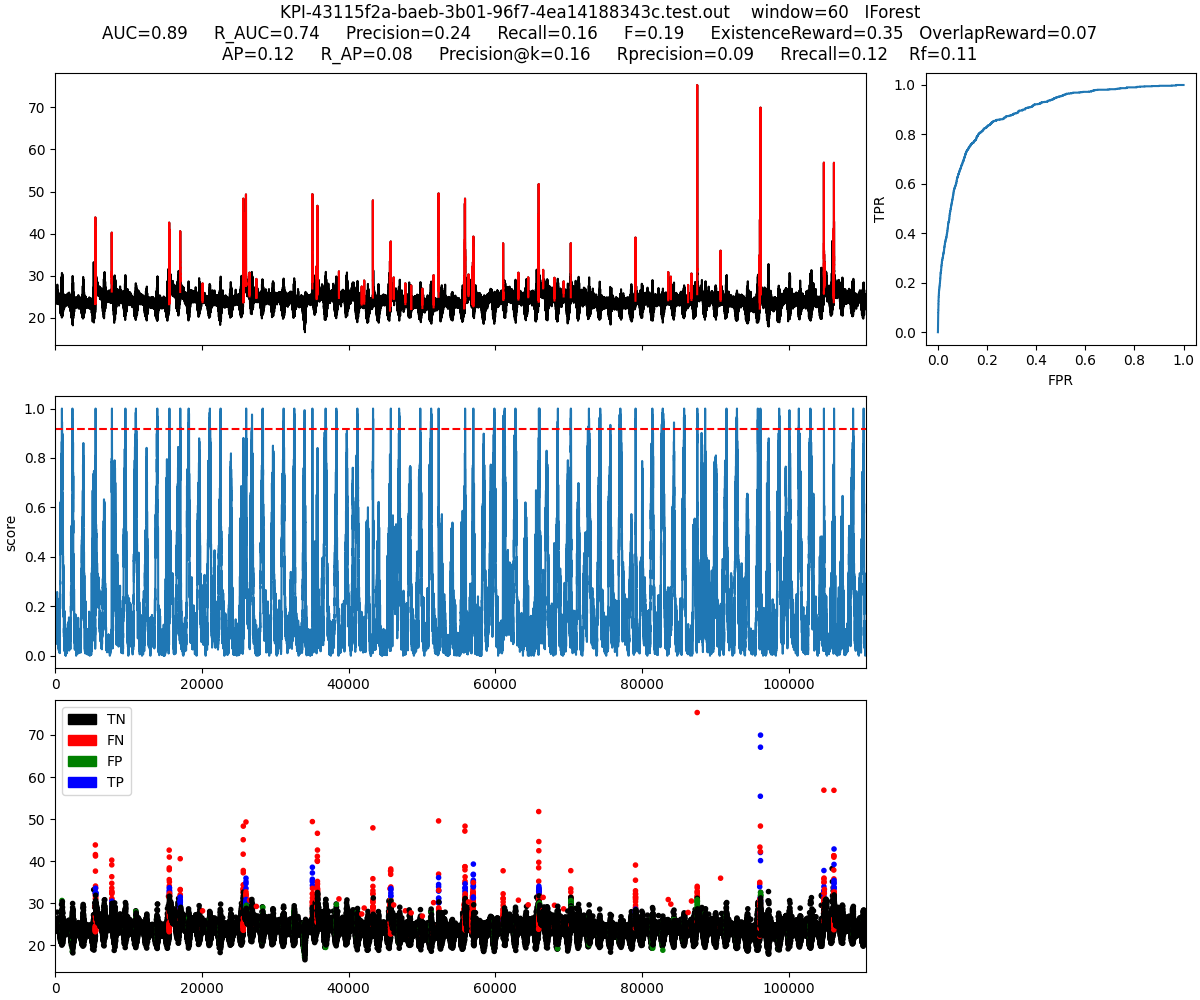 KPI-43115f2a-baeb-3b01-96f7-4ea14188343c.test.out    window=60   IForest
AUC=0.89     R_AUC=0.74     Precision=0.24     Recall=0.16     F=0.19     ExistenceReward=0.35   OverlapReward=0.07
AP=0.12     R_AP=0.08     Precision@k=0.16     Rprecision=0.09     Rrecall=0.12     Rf=0.11
70
60
50
40
30
20
1.0
0.8
0.6
0.4
0.2
0.0
TPR
0.0 0.2 0.4 0.6 0.8 1.0
FPR
1.0
0.8
0.6
0.4
0.2
0.0
score
0 20000 40000 60000 80000 100000
TN
FN
FP
TP
70
60
50
40
30
20
0 20000 40000 60000 80000 100000